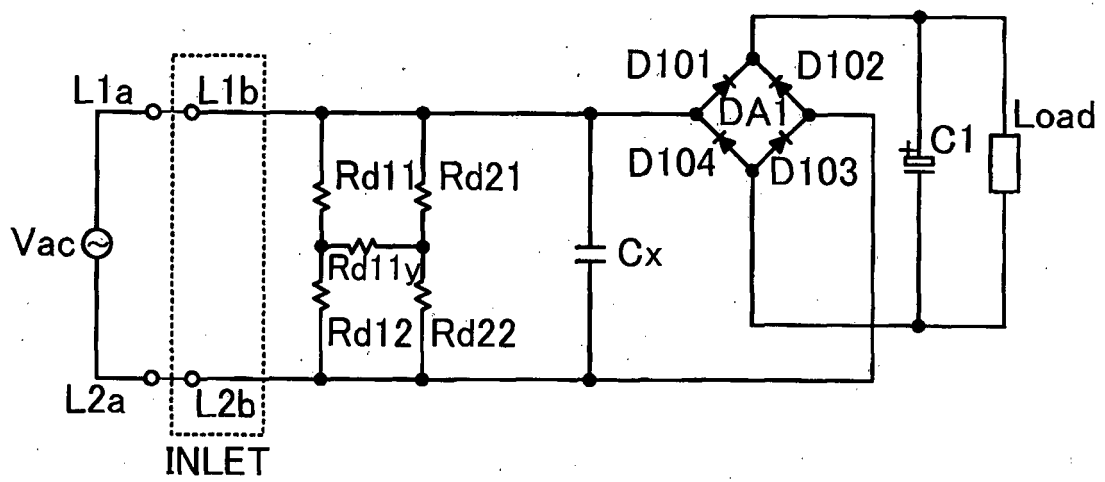 D101
D102
L1a
L1b
DA1
Load
+
C1
D104
D103
Rd11
Rd21
Vac
Rd11y
Cx
Rd12
Rd22
L2a
L2b
INLET